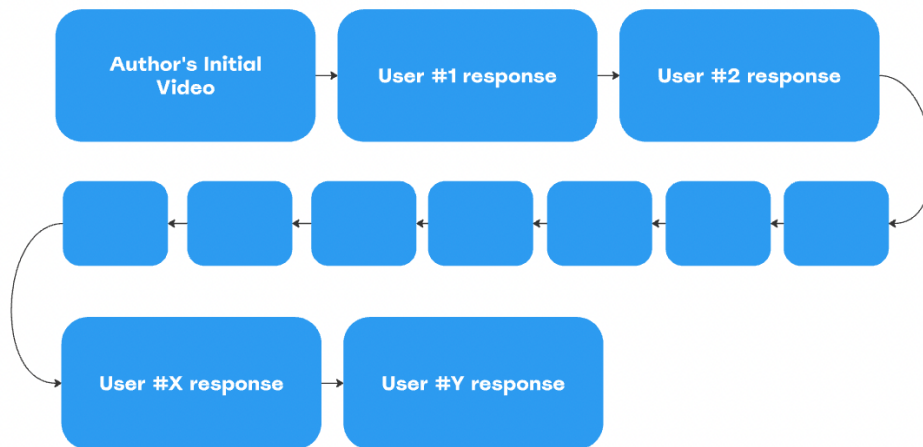 Author's Initial
Video
User #1 response
User #2 response
User #X response
User #Y response